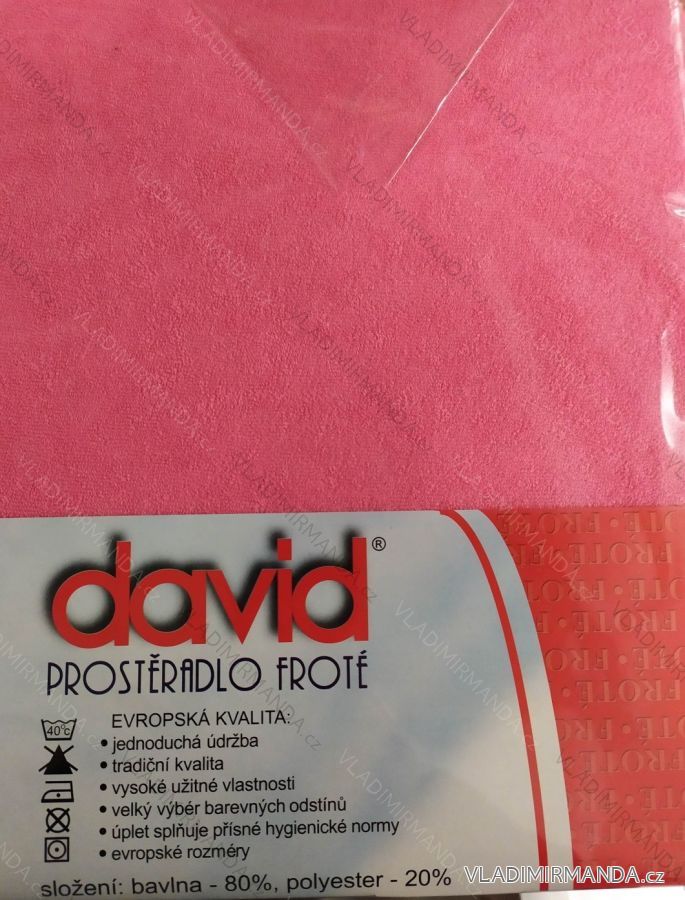 david®
PROSTĚRADLO FROTÉ
40°c
EVROPSKÁ KVALITA:
• jednoduchá údržba
• tradiční kvalita
• vysoké užitné vlastnosti
• velký výběr barevných odstínů
• úplet splňuje přísné hygienické normy
• evropské rozměry
složení: bavlna - 80%, polyester - 20%
VLADIMIRMANDA.cz